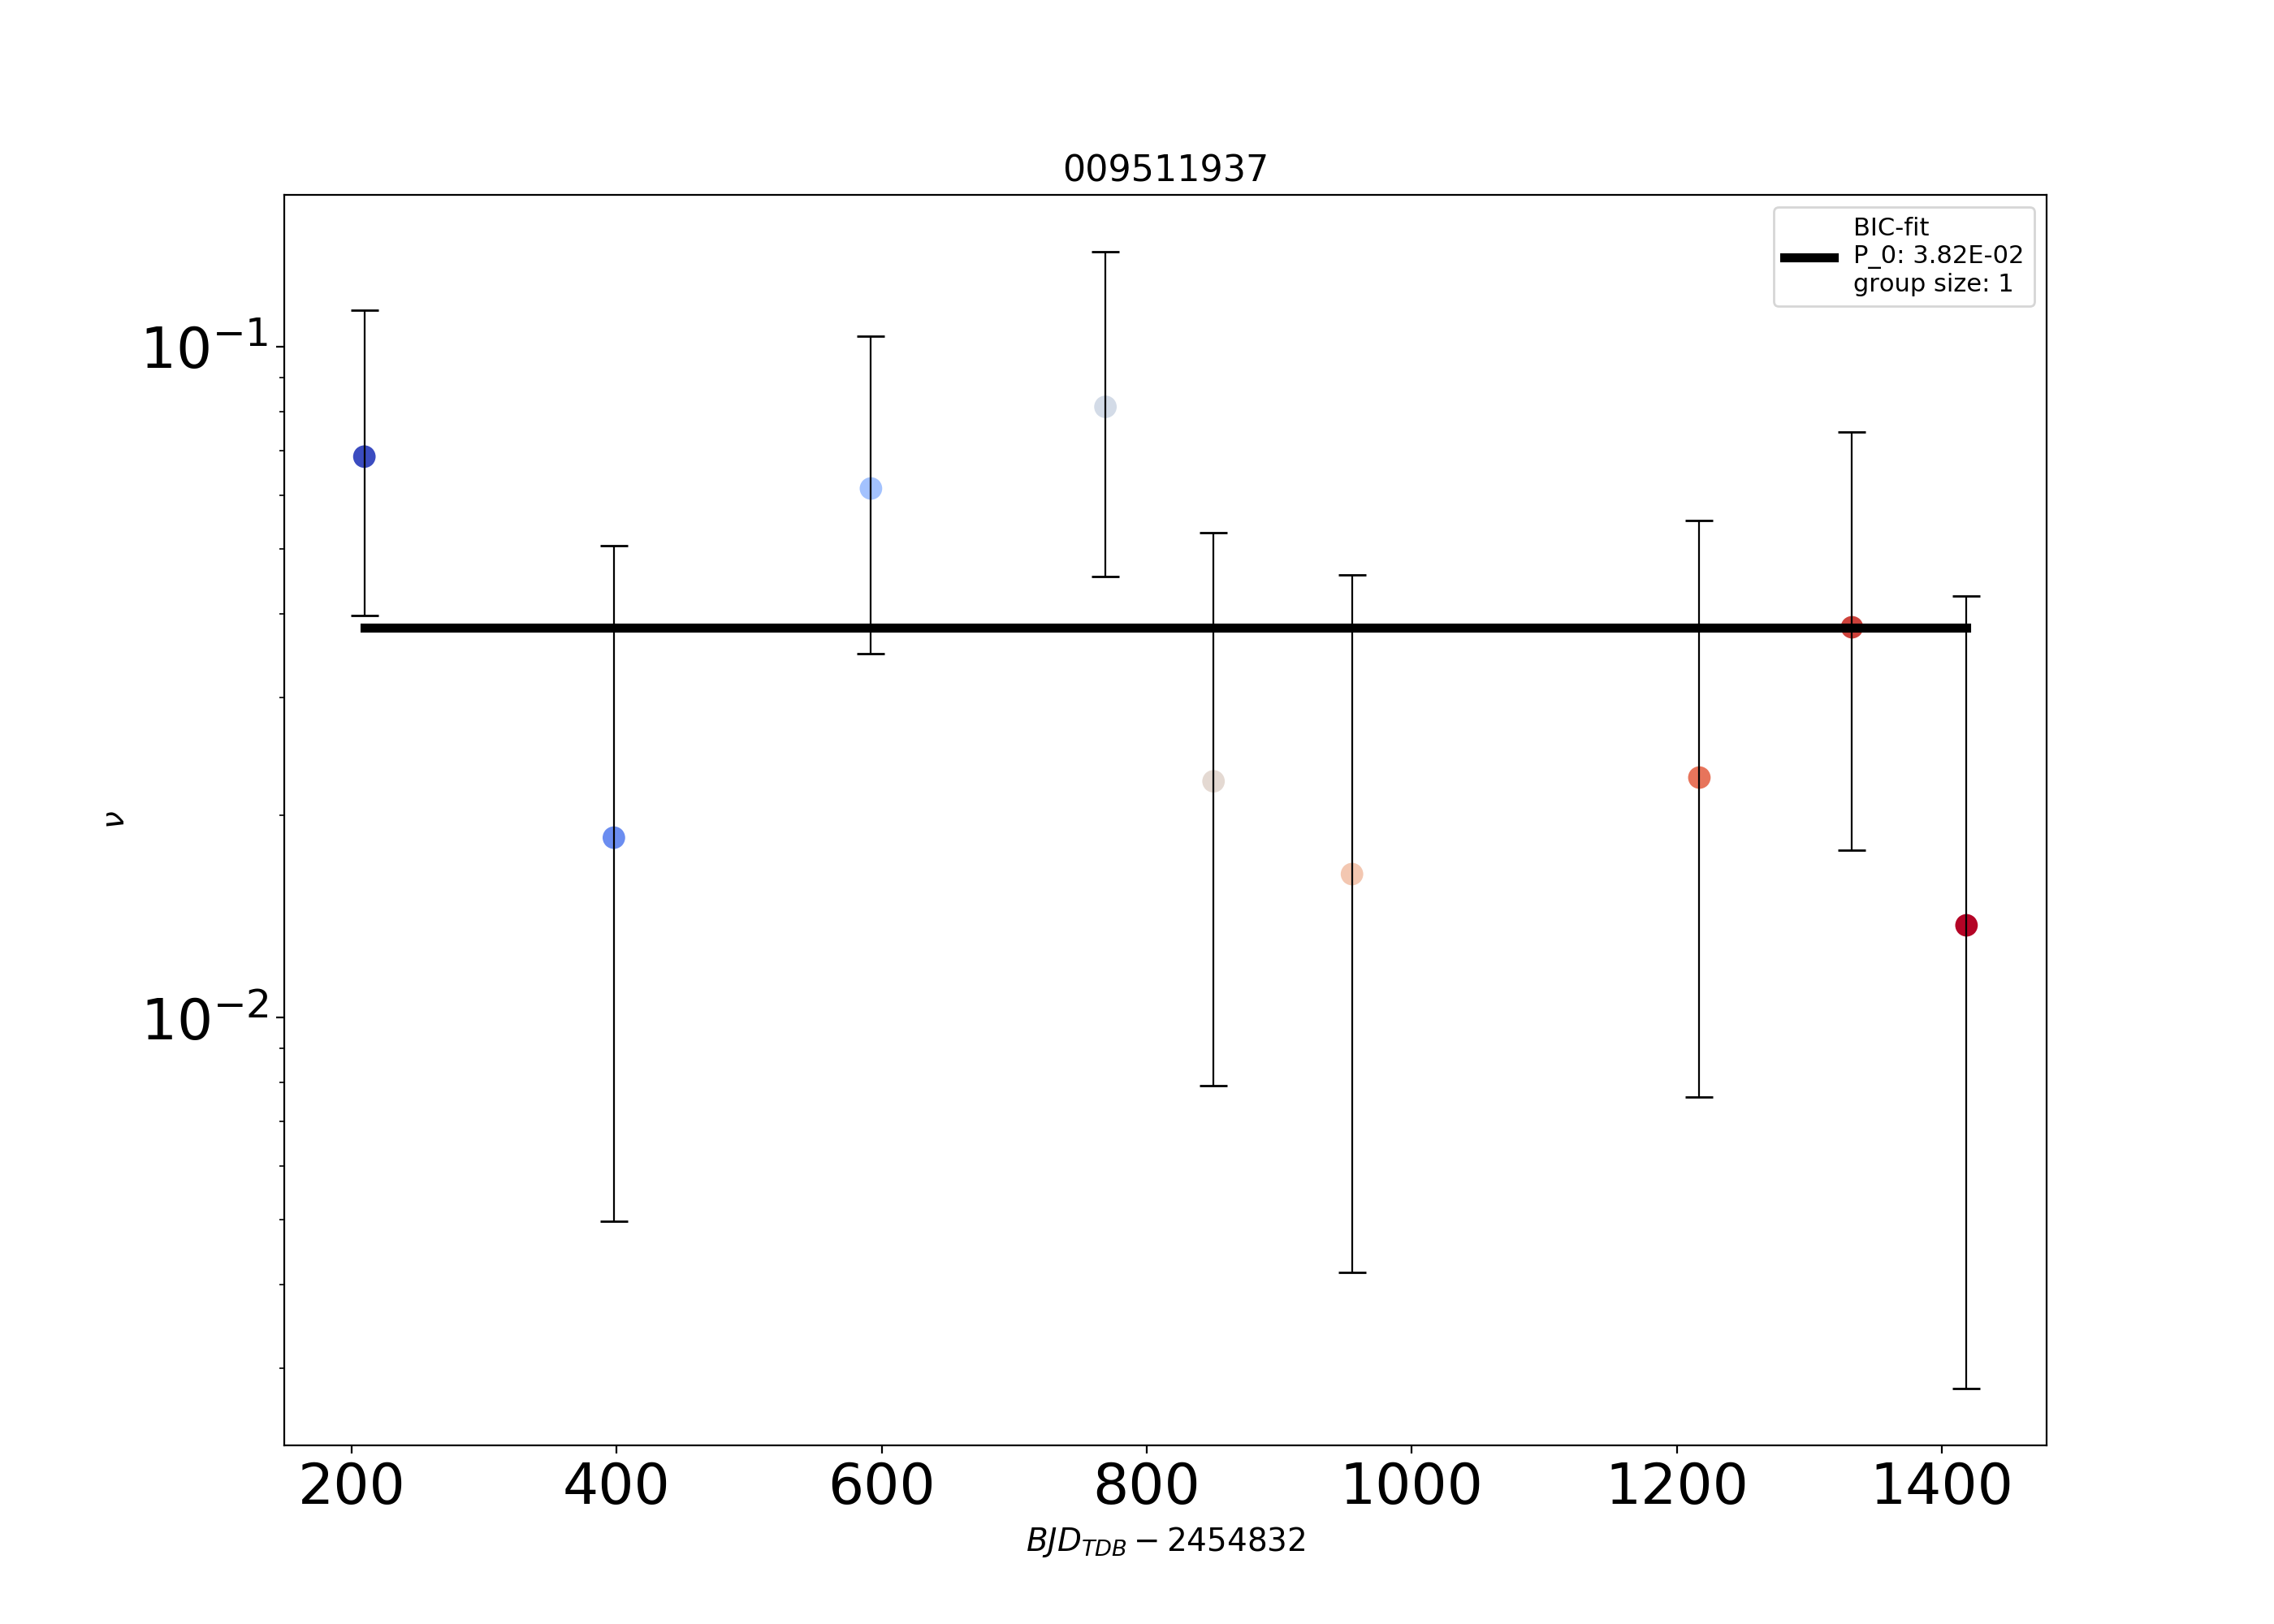 009511937
BIC-fit
P_0: 3.82E-02
group size: 1
10⁻¹
10⁻²
ν
200 400 600 800 1000 1200 1400
BJD_TDB − 2454832